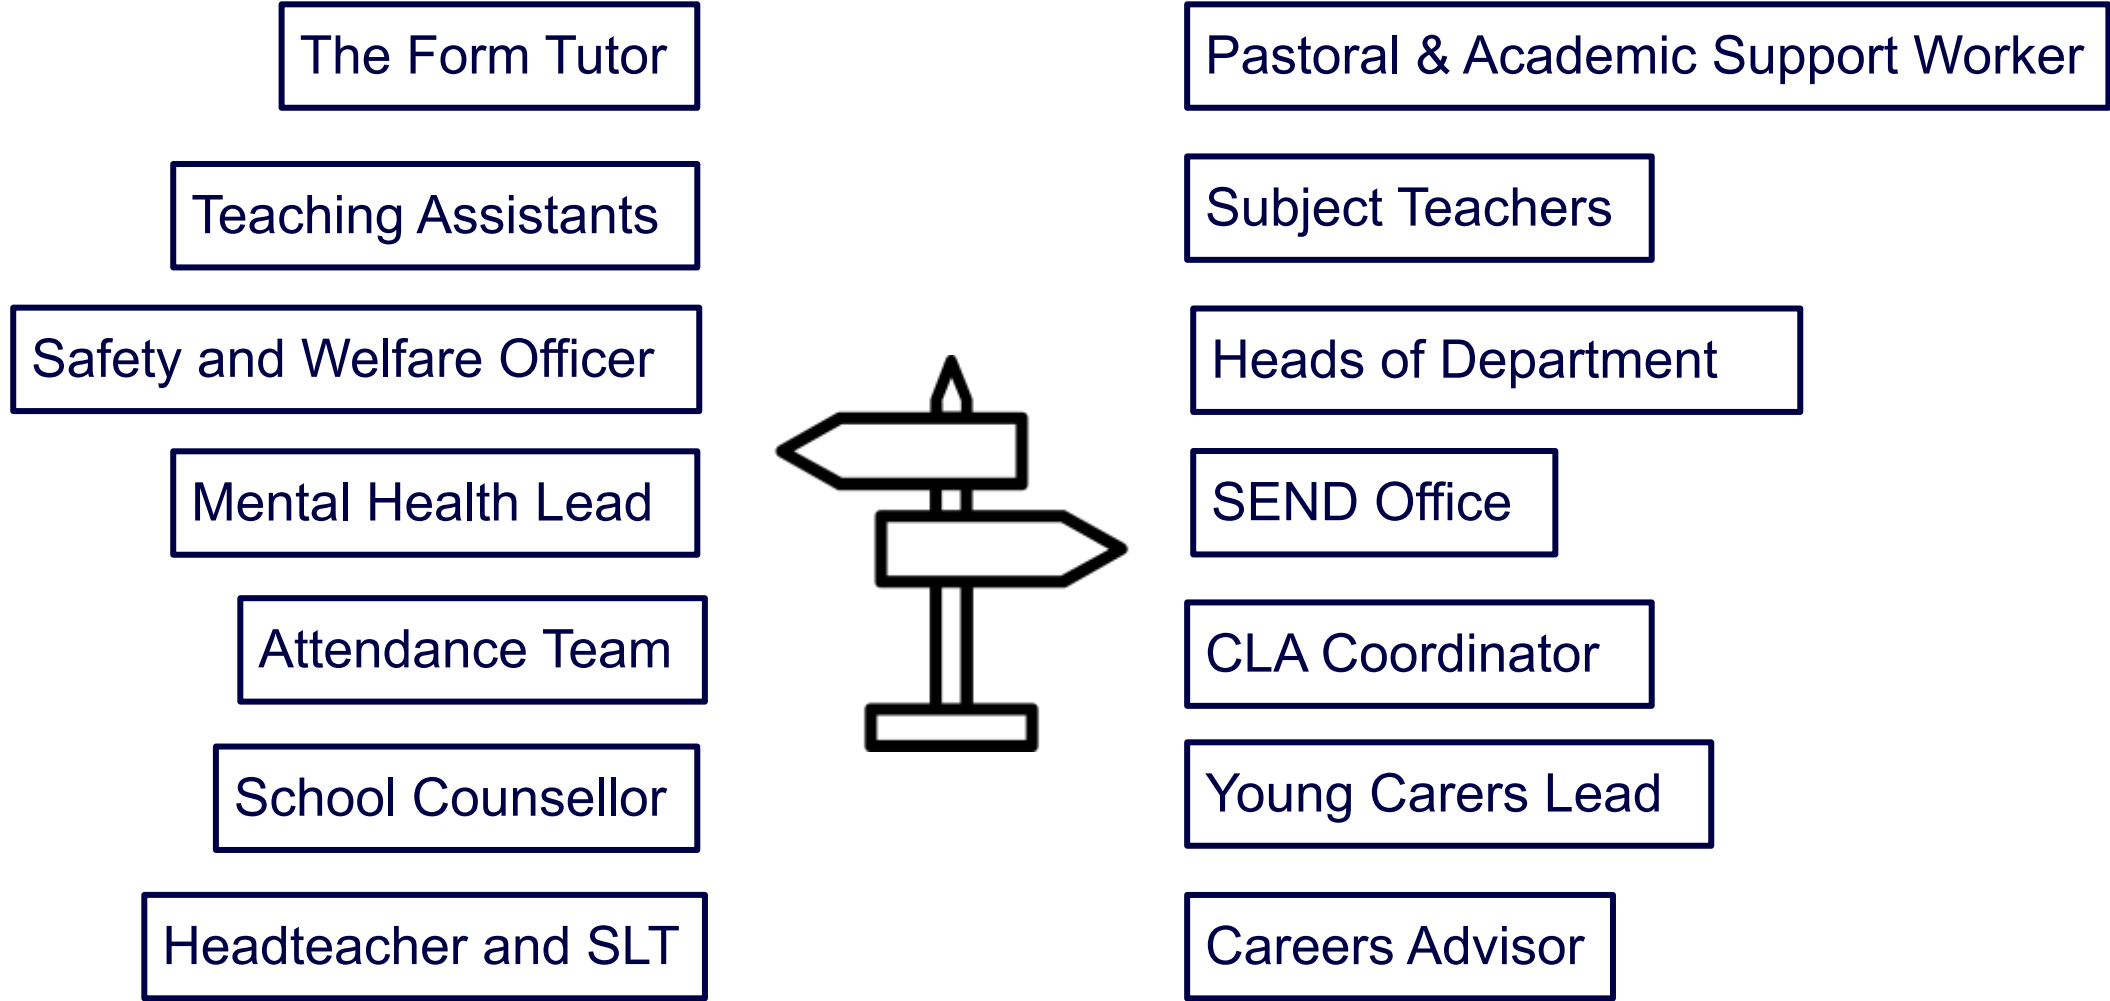 The Form Tutor
Pastoral & Academic Support Worker
Teaching Assistants
Subject Teachers
Safety and Welfare Officer
Heads of Department
Mental Health Lead
SEND Office
Attendance Team
CLA Coordinator
School Counsellor
Young Carers Lead
Headteacher and SLT
Careers Advisor